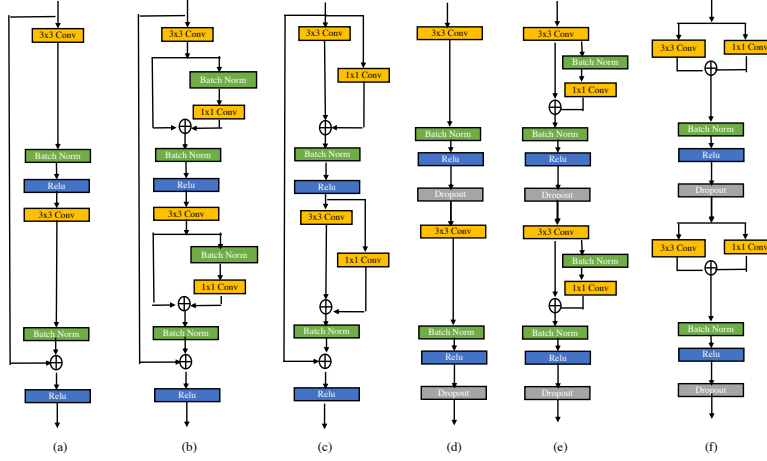 3x3 Conv
Batch Norm
Relu
3x3 Conv
Batch Norm
Relu
(a)
3x3 Conv
Batch Norm
1x1 Conv
Batch Norm
Relu
3x3 Conv
Batch Norm
1x1 Conv
Batch Norm
Relu
(b)
3x3 Conv
1x1 Conv
Batch Norm
Relu
3x3 Conv
1x1 Conv
Batch Norm
Relu
(c)
3x3 Conv
Batch Norm
Relu
Dropout
3x3 Conv
Batch Norm
Relu
Dropout
(d)
3x3 Conv
Batch Norm
1x1 Conv
Batch Norm
Relu
Dropout
3x3 Conv
Batch Norm
1x1 Conv
Batch Norm
Relu
Dropout
(e)
3x3 Conv
1x1 Conv
Batch Norm
Relu
Dropout
3x3 Conv
1x1 Conv
Batch Norm
Relu
Dropout
(f)